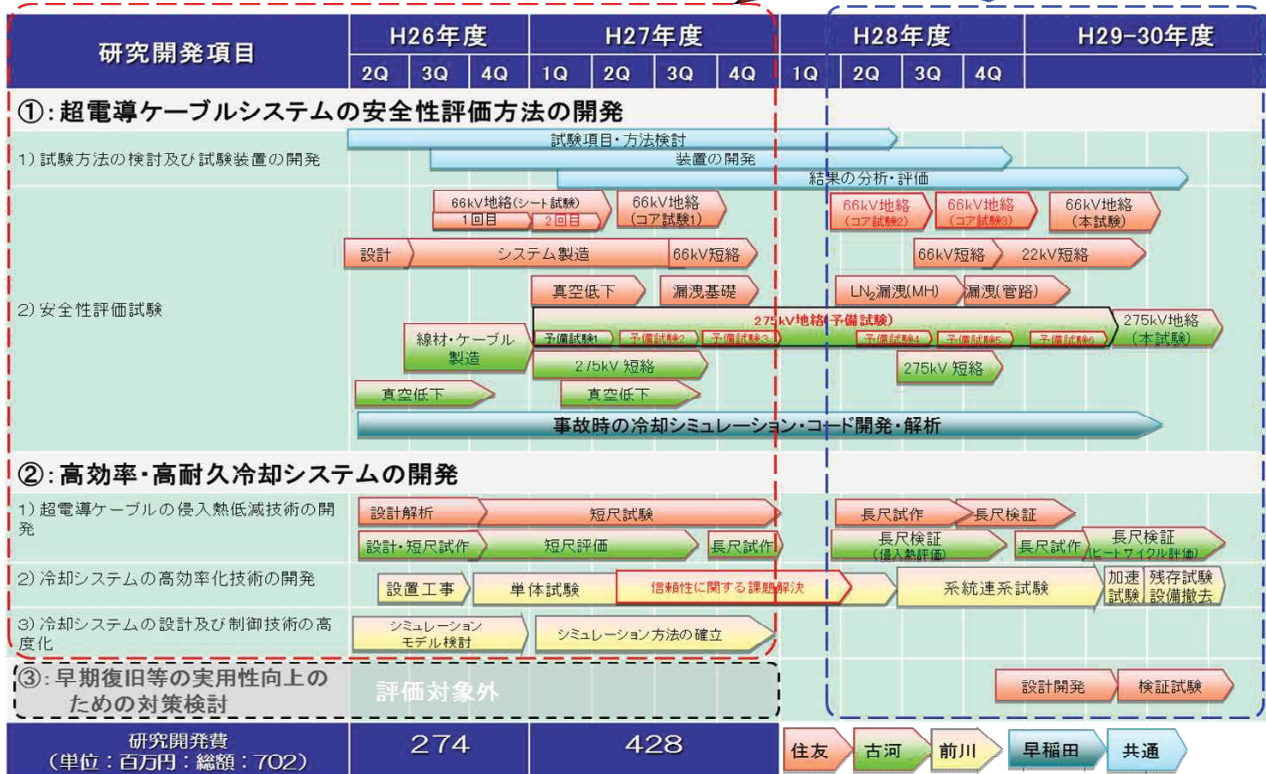 研究開発項目
H26年度 H27年度 H28年度 H29-30年度
2Q 3Q 4Q 1Q 2Q 3Q 4Q 1Q 2Q 3Q 4Q
①:超電導ケーブルシステムの安全性評価方法の開発
試験項目・方法検討
1)試験方法の検討及び試験装置の開発
装置の開発
結果の分析・評価
66kV地絡(シート試験)
1回目 2回目
66kV地絡
(コア試験1)
66kV地絡
(コア試験2)
66kV地絡
(コア試験3)
66kV地絡
(本試験)
設計 システム製造 66kV短絡 66kV短絡 22kV短絡
真空低下 漏洩基礎 LN₂漏洩(MH) 漏洩(管路)
2)安全性評価試験
275kV地絡(予備試験)
予備試験1 予備試験2 予備試験3 予備試験4 予備試験5 予備試験6
275kV地絡
(本試験)
線材・ケーブル
製造
275kV 短絡 275kV 短絡
真空低下 真空低下
事故時の冷却シミュレーション・コード開発・解析
②:高効率・高耐久冷却システムの開発
1)超電導ケーブルの侵入熱低減技術の開
発
設計解析 短尺試験 長尺試作 長尺検証
設計・短尺試作 短尺評価 長尺試作
長尺検証
(侵入熱評価)
長尺試作
長尺検証
(ヒートサイクル評価)
2)冷却システムの高効率化技術の開発
設置工事 単体試験 信頼性に関する課題解決 系統連系試験
加速
試験
残存試験
設備撤去
3)冷却システムの設計及び制御技術の高
度化
シミュレーション
モデル検討
シミュレーション方法の確立
③:早期復旧等の実用性向上の
ための対策検討
評価対象外
設計開発 検証試験
研究開発費
(単位:百万円:総額:702)
274 428
住友 古河 前川 早稲田 共通